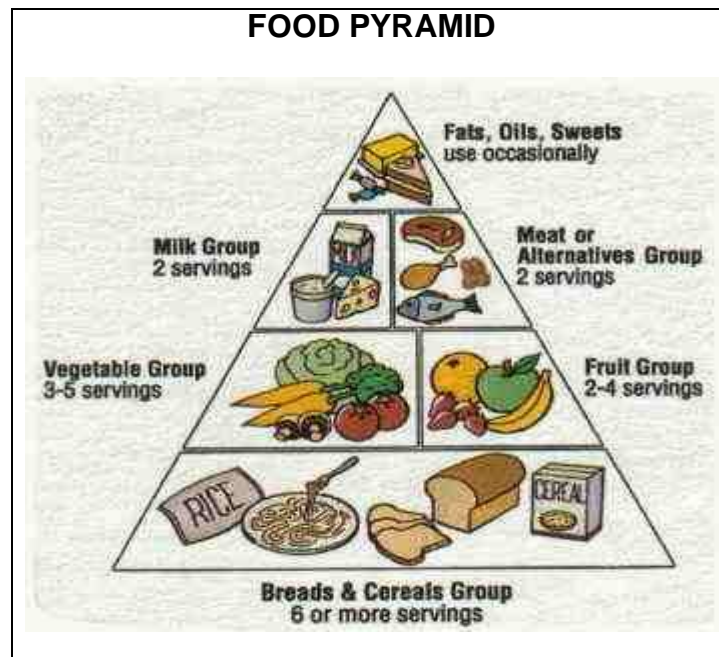 FOOD PYRAMID
Fats, Oils, Sweets
use occasionally
Milk Group
2 servings
Meat or
Alternatives Group
2 servings
Vegetable Group
3-5 servings
Fruit Group
2-4 servings
RICE
CEREAL
Breads & Cereals Group
6 or more servings